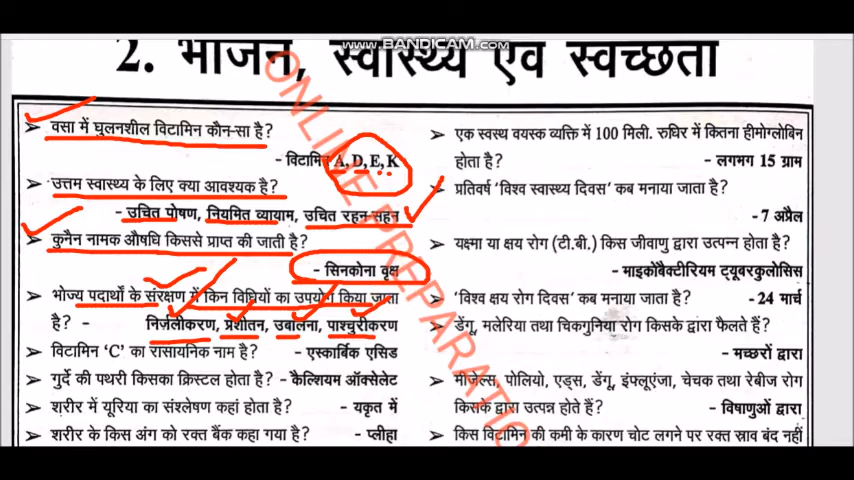 WWW.BANDICAM.COM
2. भोजन, स्वास्थ्य एवं स्वच्छता
➢ वसा में घुलनशील विटामिन कौन-सा है?
- विटामिन A, D, E, K
➢ उत्तम स्वास्थ्य के लिए क्या आवश्यक है?
- उचित पोषण, नियमित व्यायाम, उचित रहन-सहन
➢ कुनैन नामक औषधि किससे प्राप्त की जाती है?
- सिनकोना वृक्ष
➢ भोज्य पदार्थों के संरक्षण में किन विधियों का उपयोग किया जाता
है? - निर्जलीकरण, प्रशीतन, उबालना, पाश्चुरीकरण
➢ विटामिन ‘C’ का रासायनिक नाम है? - एस्कार्बिक एसिड
➢ गुर्दे की पथरी किसका क्रिस्टल होता है? - कैल्शियम ऑक्सेलेट
➢ शरीर में यूरिया का संश्लेषण कहां होता है? - यकृत में
➢ शरीर के किस अंग को रक्त बैंक कहा गया है? - प्लीहा
➢ एक स्वस्थ वयस्क व्यक्ति में 100 मिली. रुधिर में कितना हीमोग्लोबिन
होता है? - लगभग 15 ग्राम
➢ प्रतिवर्ष ‘विश्व स्वास्थ्य दिवस’ कब मनाया जाता है?
- 7 अप्रैल
➢ यक्ष्मा या क्षय रोग (टी.बी.) किस जीवाणु द्वारा उत्पन्न होता है?
- माइकोबैक्टीरियम ट्यूबरकुलोसिस
➢ ‘विश्व क्षय रोग दिवस’ कब मनाया जाता है? - 24 मार्च
➢ डेंगू, मलेरिया तथा चिकगुनिया रोग किसके द्वारा फैलते हैं?
- मच्छरों द्वारा
➢ मीजेल्स, पोलियो, एड्स, डेंगू, इंफ्लूएंजा, चेचक तथा रेबीज रोग
किसके द्वारा उत्पन्न होते हैं? - विषाणुओं द्वारा
➢ किस विटामिन की कमी के कारण चोट लगने पर रक्त स्राव बंद नहीं
ONLINE PREPARATIO